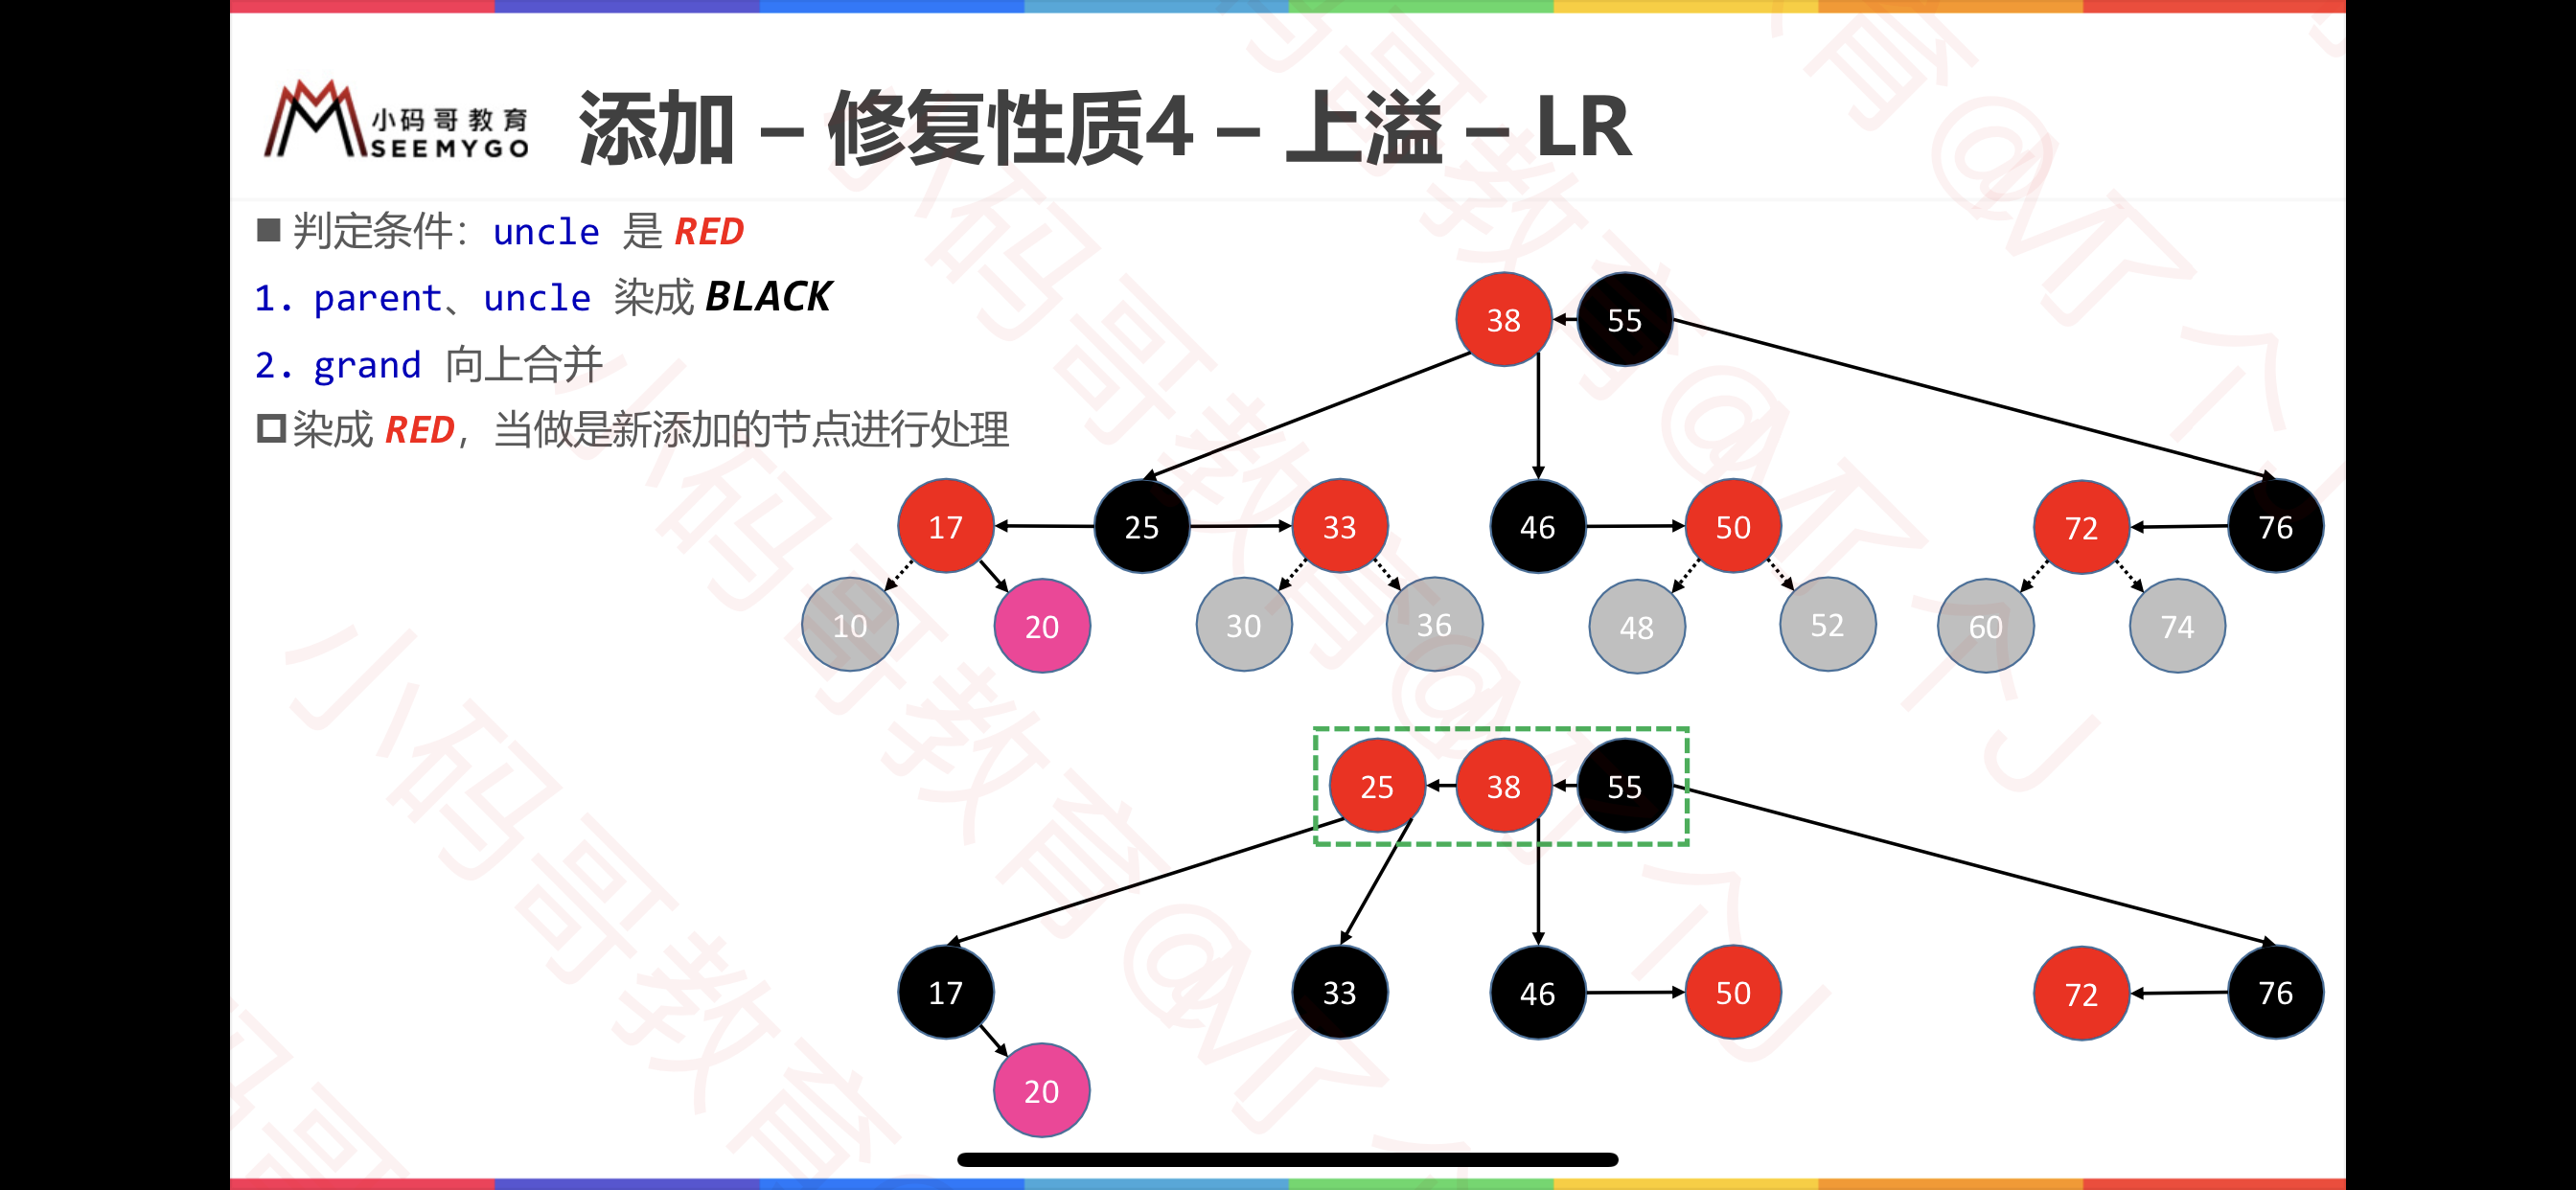 小码哥教育
SEEMYGO
添加 – 修复性质4 – 上溢 – LR
■ 判定条件：uncle 是 RED
1. parent、uncle 染成 BLACK
2. grand 向上合并
染成 RED，当做是新添加的节点进行处理
38 55
17 25 33 46 50 72 76
10 20 30 36 48 52 60 74
25 38 55
17 33 46 50 72 76
20